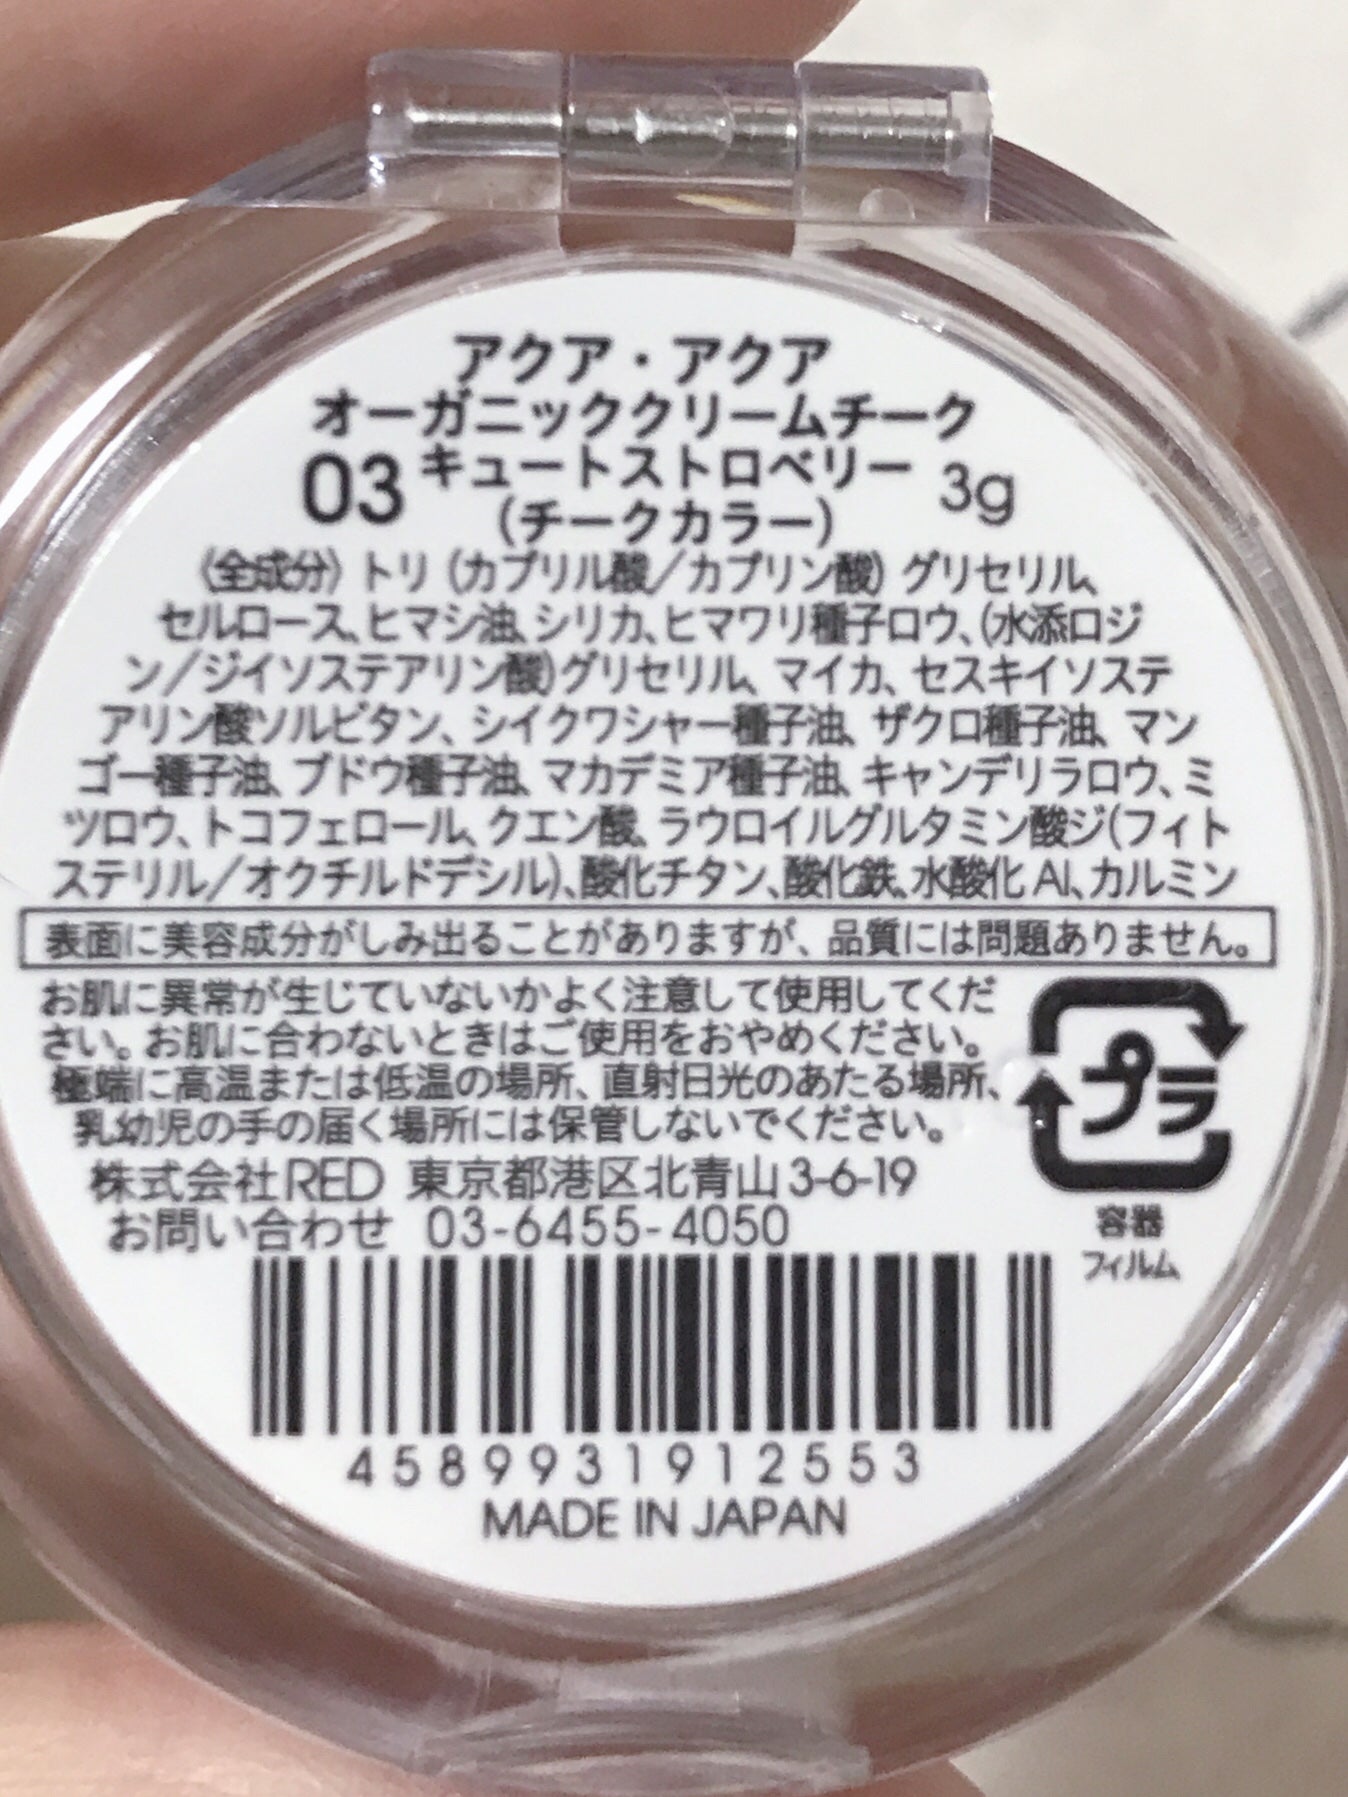 アクア・アクア
オーガニッククリームチーク
03 キュートストロベリー 3g
(チークカラー)
〈全成分〉トリ(カプリル酸/カプリン酸)グリセリル、
セルロース、ヒマシ油、シリカ、ヒマワリ種子ロウ、(水添ロジ
ン/ジイソステアリン酸)グリセリル、マイカ、セスキイソステ
アリン酸ソルビタン、シイクワシャー種子油、ザクロ種子油、マン
ゴー種子油、ブドウ種子油、マカデミア種子油、キャンデリラロウ、ミ
ツロウ、トコフェロール、クエン酸、ラウロイルグルタミン酸ジ(フィト
ステリル/オクチルドデシル)、酸化チタン、酸化鉄、水酸化Al、カルミン
表面に美容成分がしみ出ることがありますが、品質には問題ありません。
お肌に異常が生じていないかよく注意して使用してくだ
さい。お肌に合わないときはご使用をおやめください。
極端に高温または低温の場所、直射日光のあたる場所、
乳幼児の手の届く場所には保管しないでください。
プラ
株式会社RED 東京都港区北青山3-6-19
お問い合わせ 03-6455-4050
容器
フィルム
4589931912553
MADE IN JAPAN